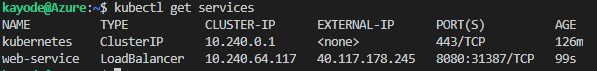 kayode@Azure:~$ kubectl get services
NAME TYPE CLUSTER-IP EXTERNAL-IP PORT(S) AGE
kubernetes ClusterIP 10.240.0.1 <none> 443/TCP 126m
web-service LoadBalancer 10.240.64.117 40.117.178.245 8080:31387/TCP 99s